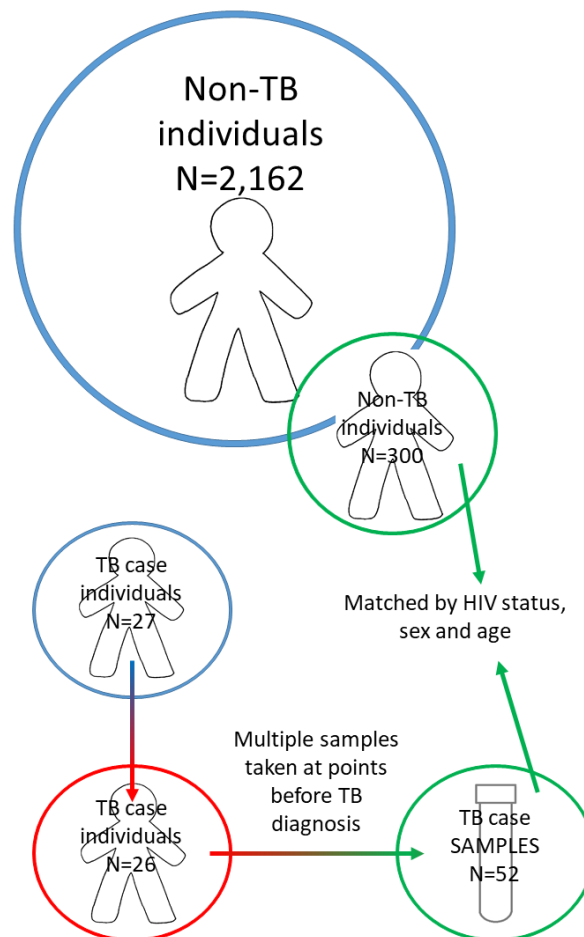 Non-TB
individuals
N=2,162
Non-TB
individuals
N=300
TB case
individuals
N=27
Matched by HIV status,
sex and age
Multiple samples
taken at points
before TB
diagnosis
TB case
individuals
N=26
TB case
SAMPLES
N=52